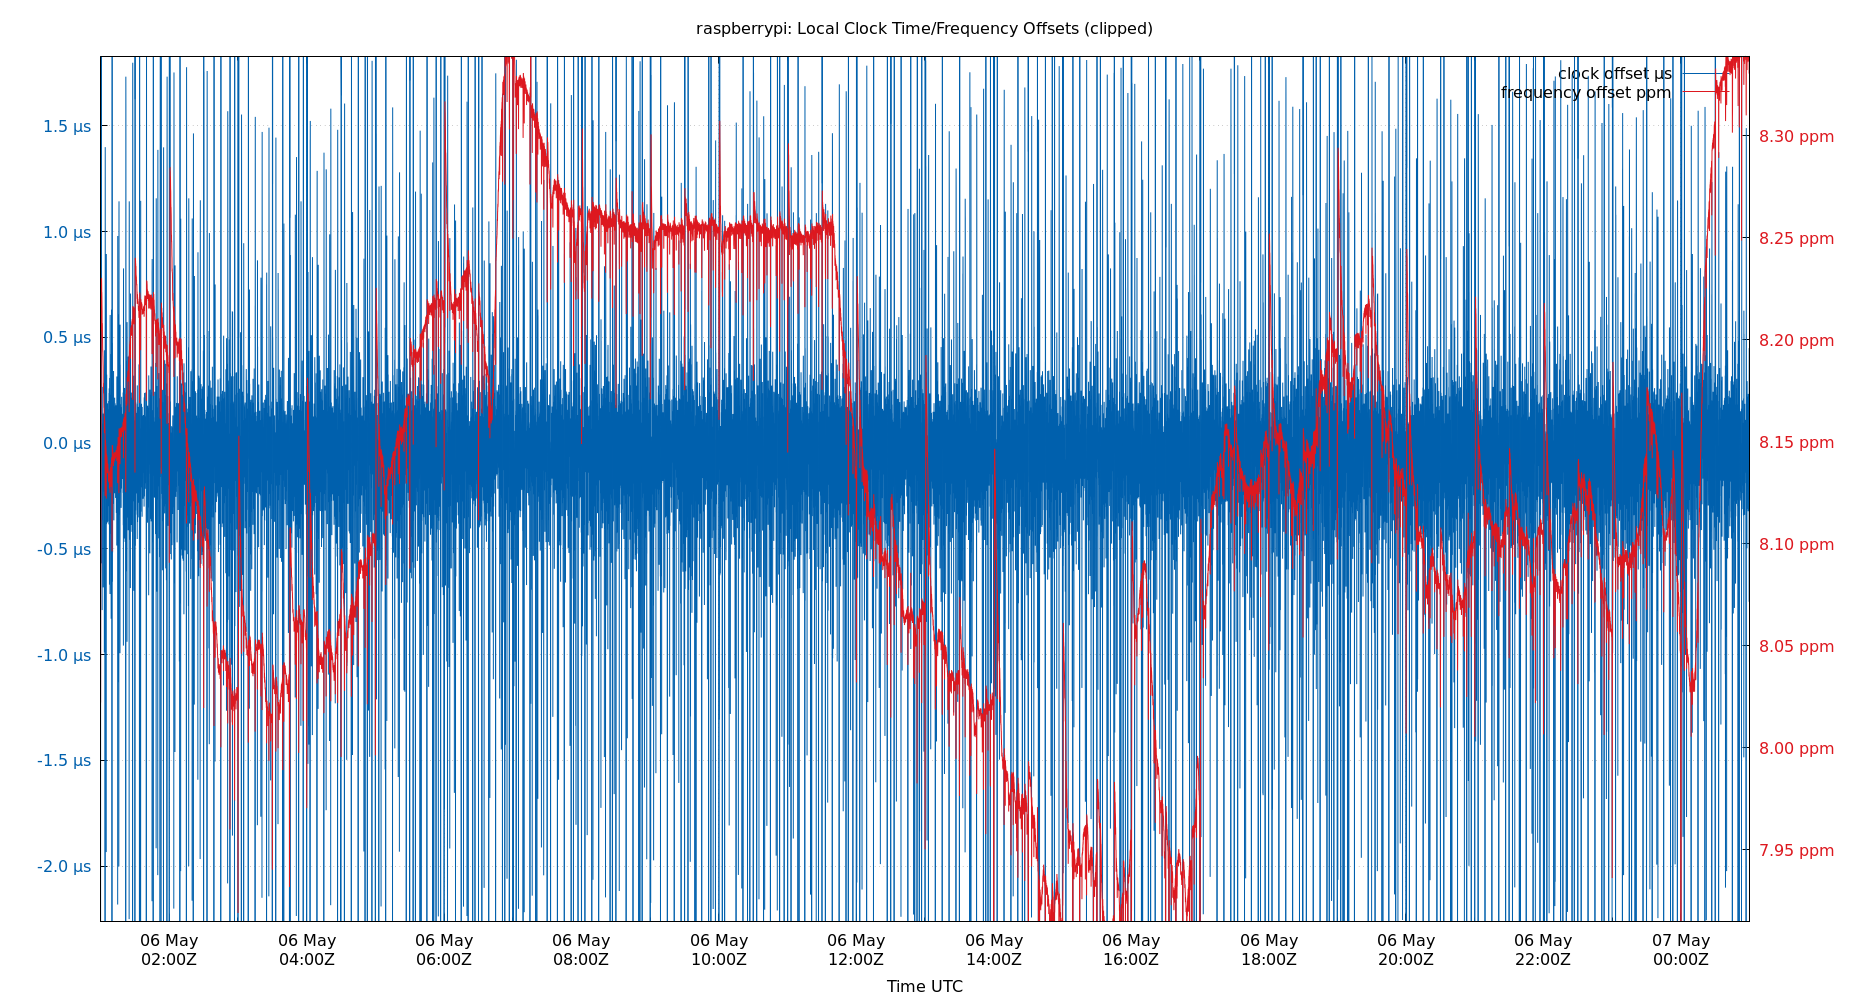 raspberrypi: Local Clock Time/Frequency Offsets (clipped)
clock offset µs
frequency offset ppm
1.5 µs
1.0 µs
0.5 µs
0.0 µs
-0.5 µs
-1.0 µs
-1.5 µs
-2.0 µs
8.30 ppm
8.25 ppm
8.20 ppm
8.15 ppm
8.10 ppm
8.05 ppm
8.00 ppm
7.95 ppm
06 May 06 May 06 May 06 May 06 May 06 May 06 May 06 May 06 May 06 May 06 May 07 May
02:00Z 04:00Z 06:00Z 08:00Z 10:00Z 12:00Z 14:00Z 16:00Z 18:00Z 20:00Z 22:00Z 00:00Z
Time UTC